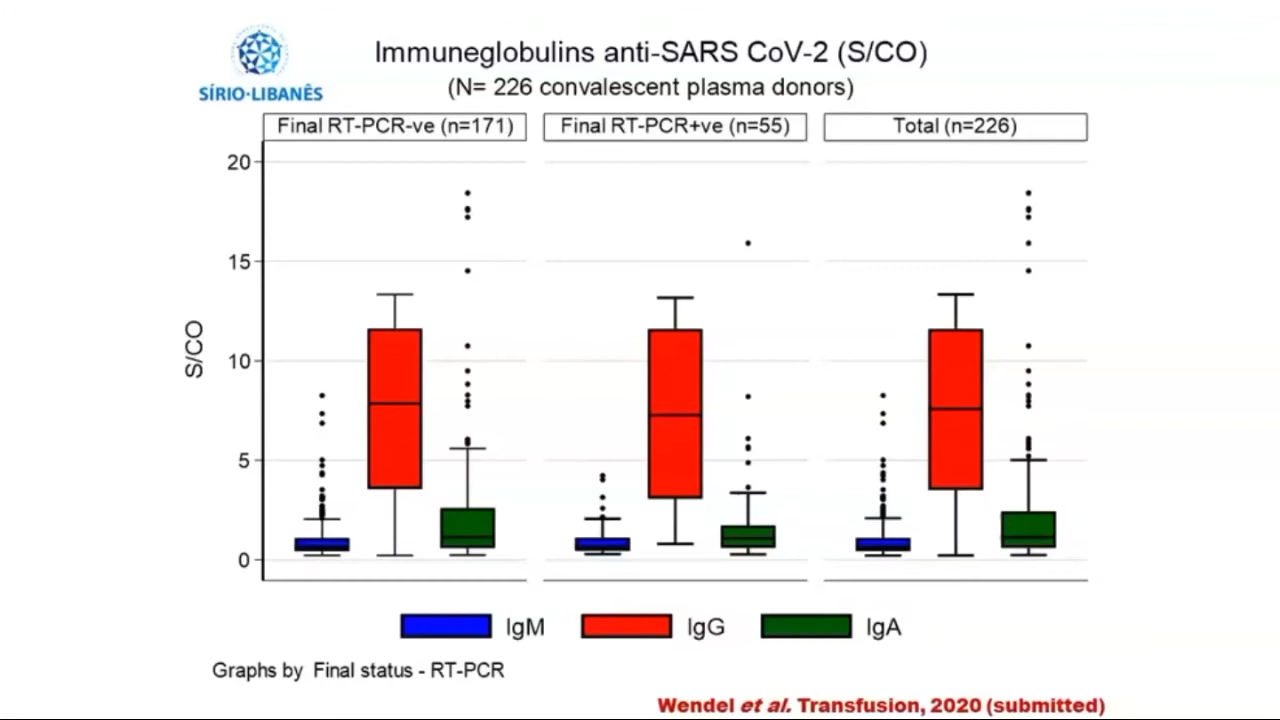 SÍRIO·LIBANÊS
Immuneglobulins anti-SARS CoV-2 (S/CO)
(N= 226 convalescent plasma donors)
Final RT-PCR-ve (n=171)
Final RT-PCR+ve (n=55)
Total (n=226)
S/CO
20
15
10
5
0
IgM
IgG
IgA
Graphs by Final status - RT-PCR
Wendel et al. Transfusion, 2020 (submitted)